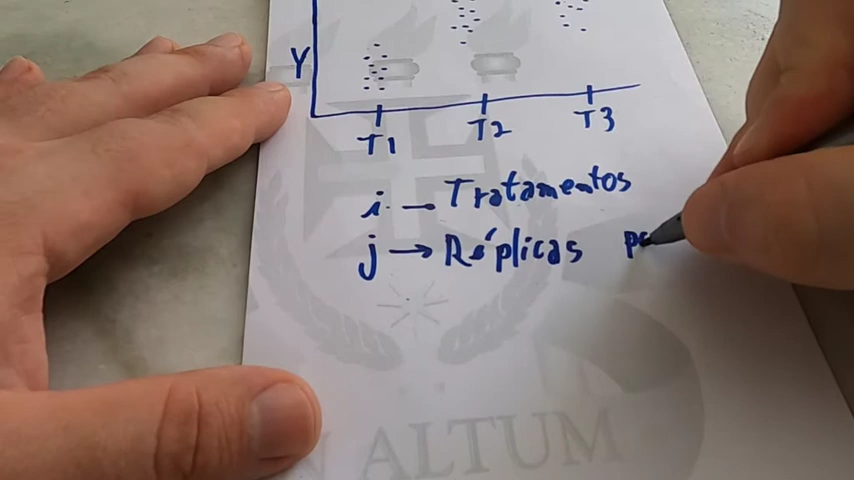 Y
T1 T2 T3
i → Tratamentos
j → Réplicas
N ALTUM